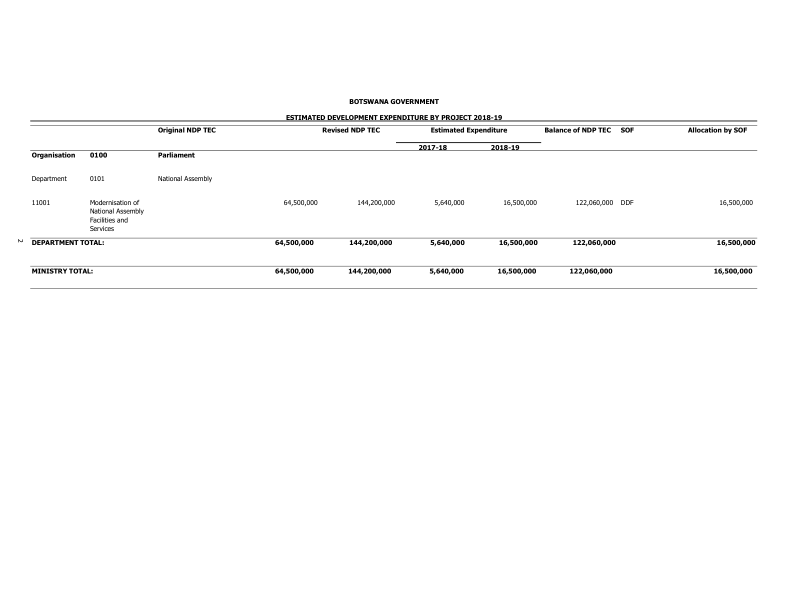 BOTSWANA GOVERNMENT
ESTIMATED DEVELOPMENT EXPENDITURE BY PROJECT 2018-19
Original NDP TEC Revised NDP TEC Estimated Expenditure Balance of NDP TEC SOF Allocation by SOF
2017-18 2018-19
Organisation 0100 Parliament
Department 0101 National Assembly
11001 Modernisation of 64,500,000 144,200,000 5,640,000 16,500,000 122,060,000 DDF 16,500,000
National Assembly
Facilities and
Services
DEPARTMENT TOTAL: 64,500,000 144,200,000 5,640,000 16,500,000 122,060,000 16,500,000
MINISTRY TOTAL: 64,500,000 144,200,000 5,640,000 16,500,000 122,060,000 16,500,000
2